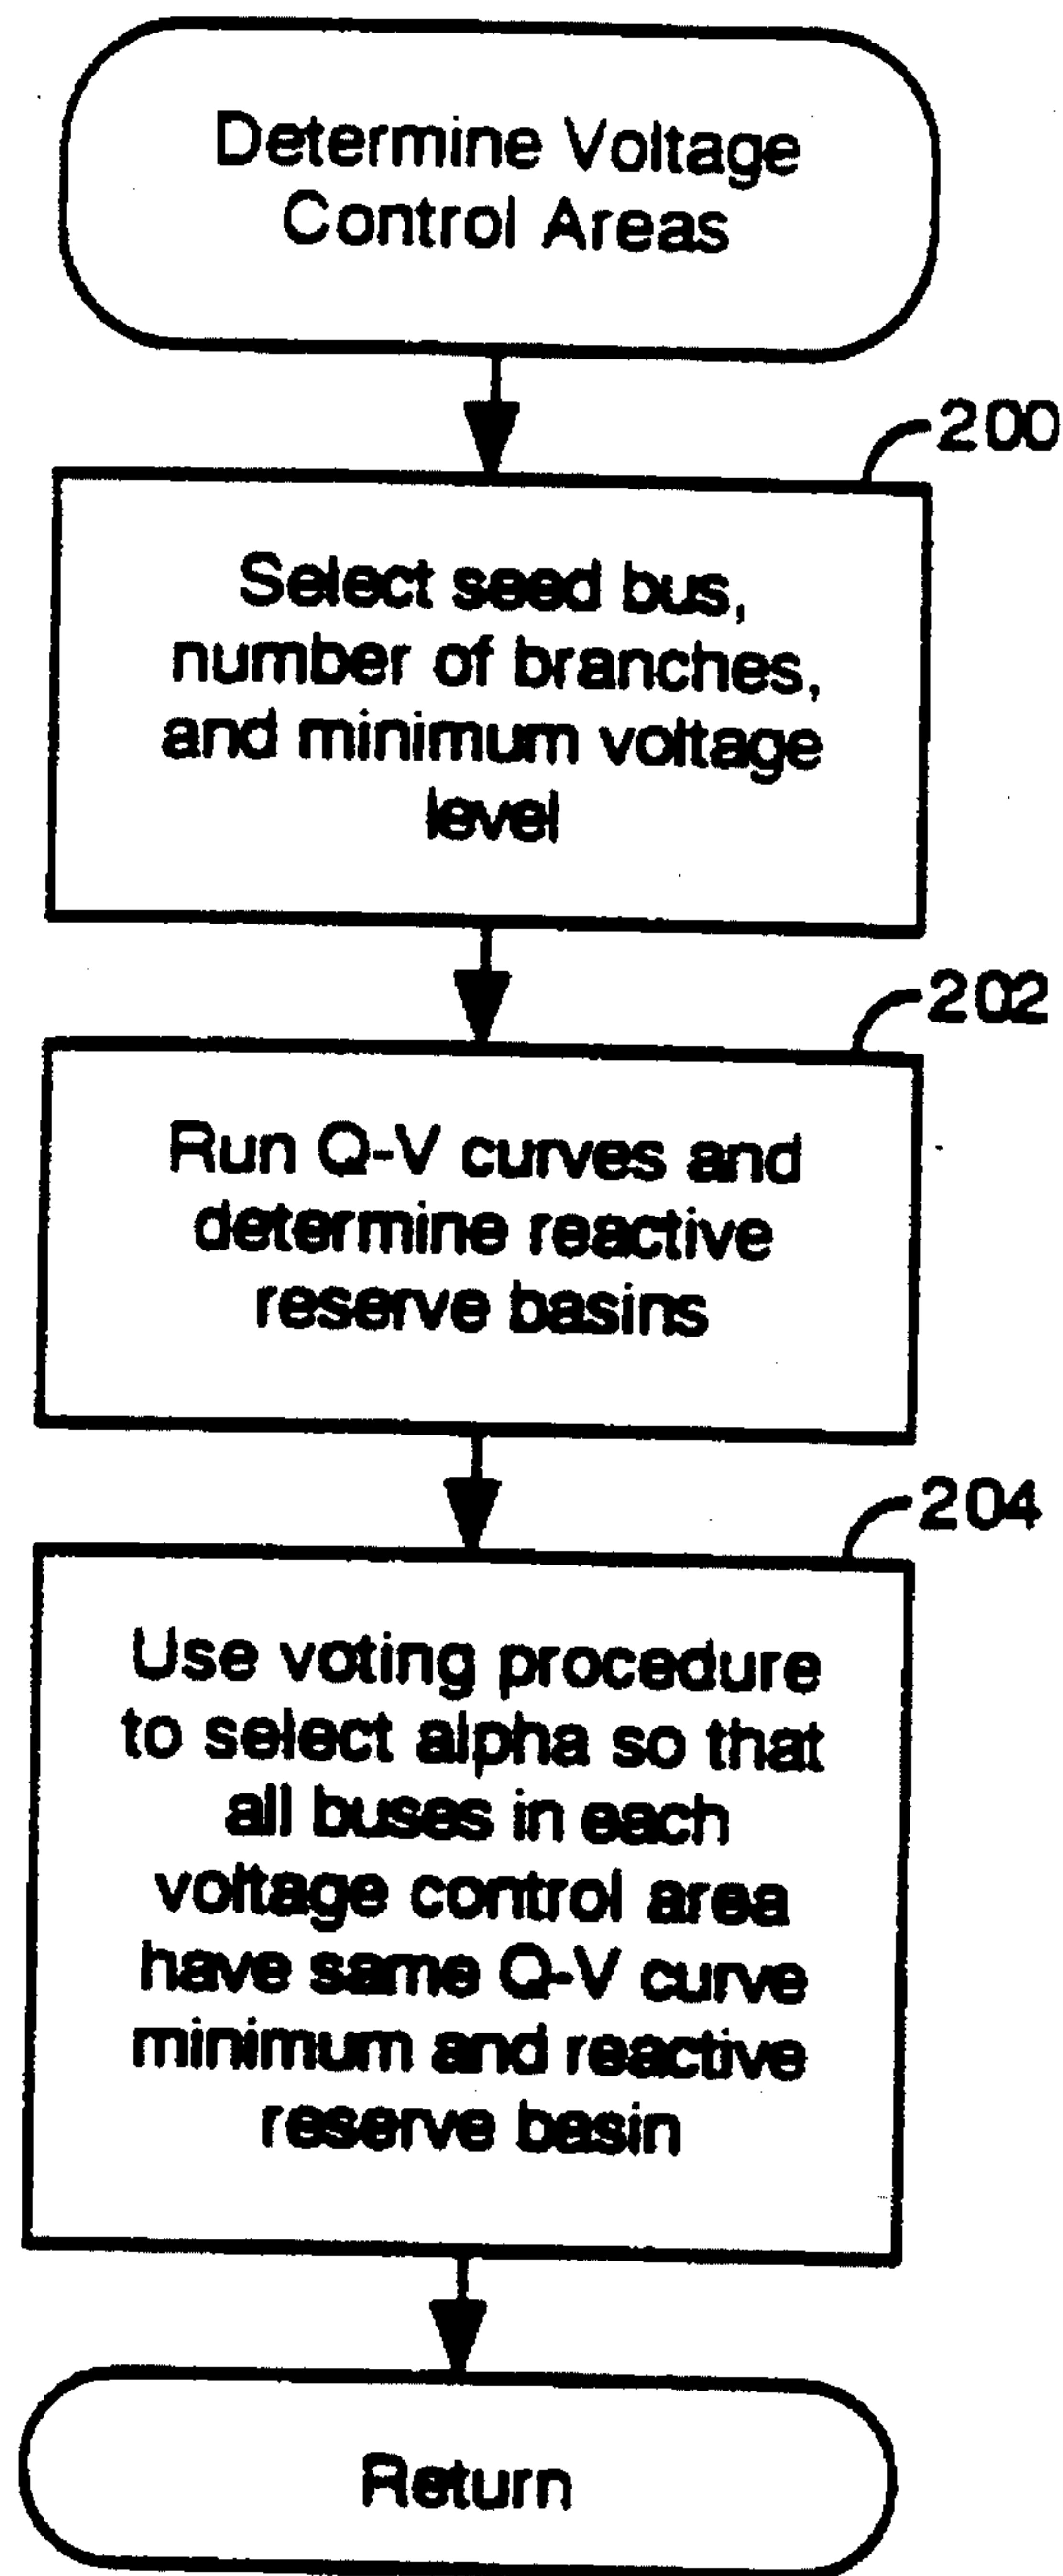 Determine Voltage
Control Areas
200
Select seed bus,
number of branches,
and minimum voltage
level
202
Run Q-V curves and
determine reactive
reserve basins
204
Use voting procedure
to select alpha so that
all buses in each
voltage control area
have same Q-V curve
minimum and reactive
reserve basin
Return